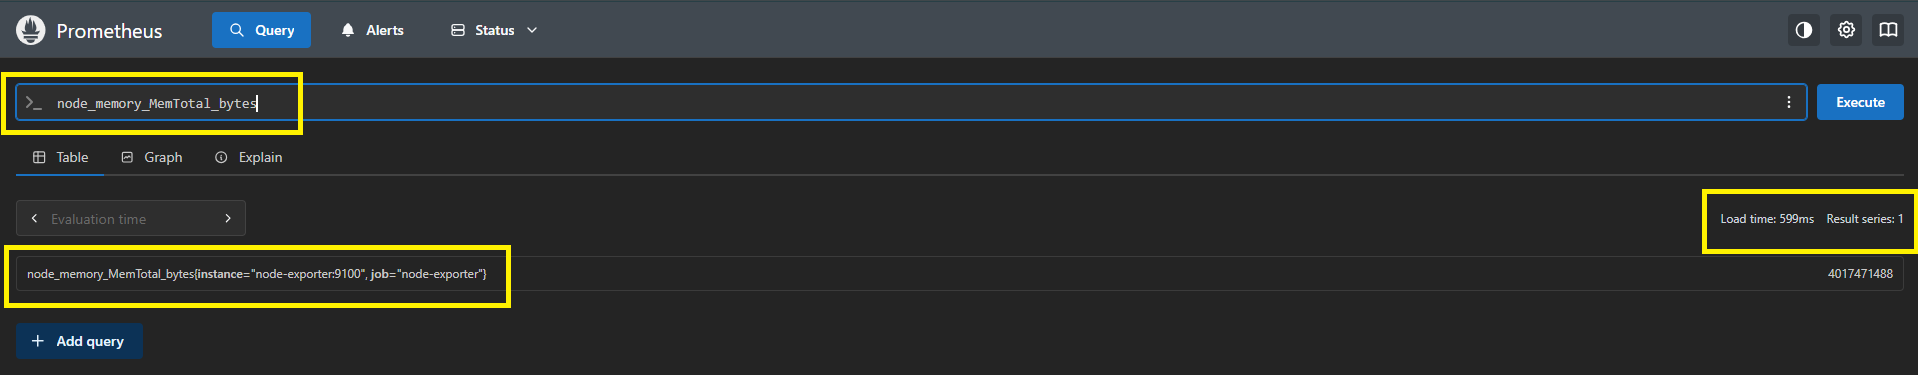 Prometheus Query Alerts Status
node_memory_MemTotal_bytes Execute
Table Graph Explain
Evaluation time Load time: 599ms Result series: 1
node_memory_MemTotal_bytes{instance="node-exporter:9100", job="node-exporter"} 4017471488
Add query